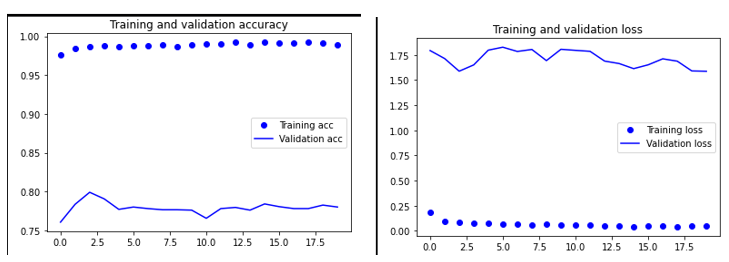 Training and validation accuracy
1.00
0.95
0.90
0.85
0.80
0.75
Training acc
Validation acc
0.0 2.5 5.0 7.5 10.0 12.5 15.0 17.5
Training and validation loss
1.75
1.50
1.25
1.00
0.75
0.50
0.25
0.00
Training loss
Validation loss
0.0 2.5 5.0 7.5 10.0 12.5 15.0 17.5